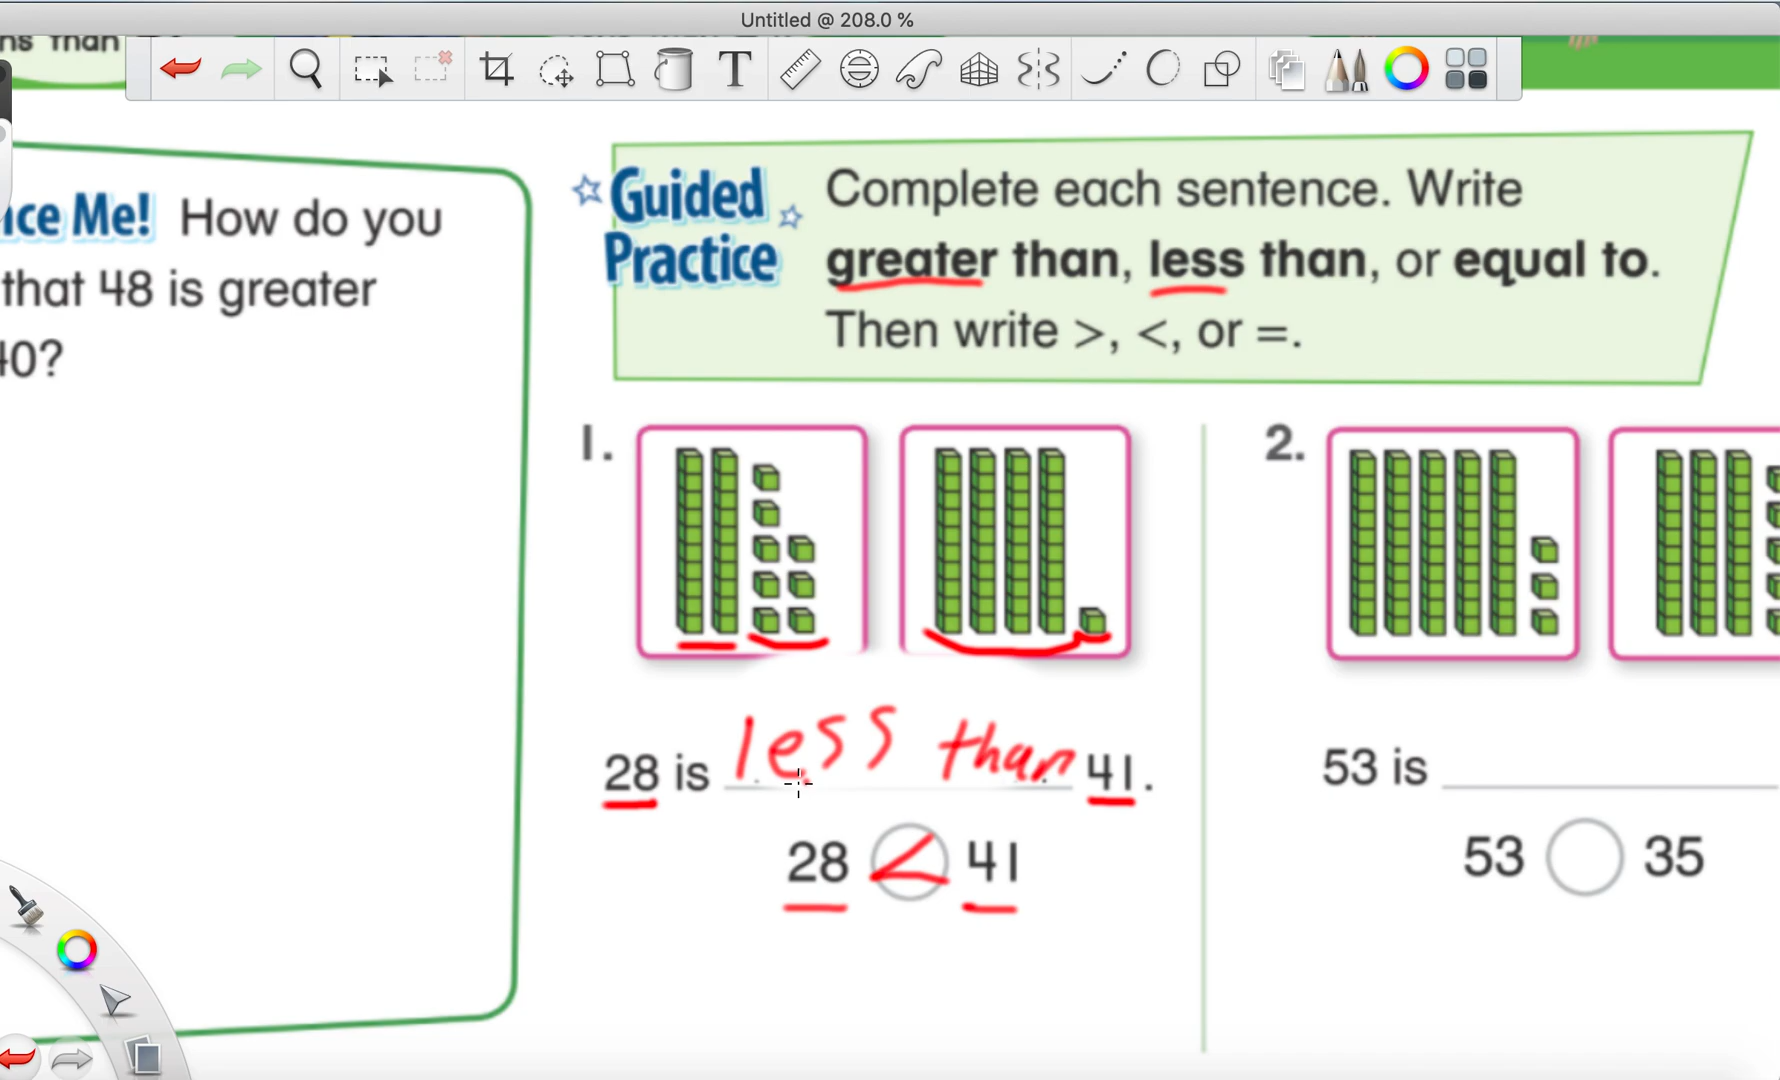 Untitled @ 208.0 %
ns than
ice Me! How do you
that 48 is greater
40?
Guided Practice
Complete each sentence. Write
greater than, less than, or equal to.
Then write >, <, or =.
1.
28 is less than 41.
28 < 41
2.
53 is
53 35